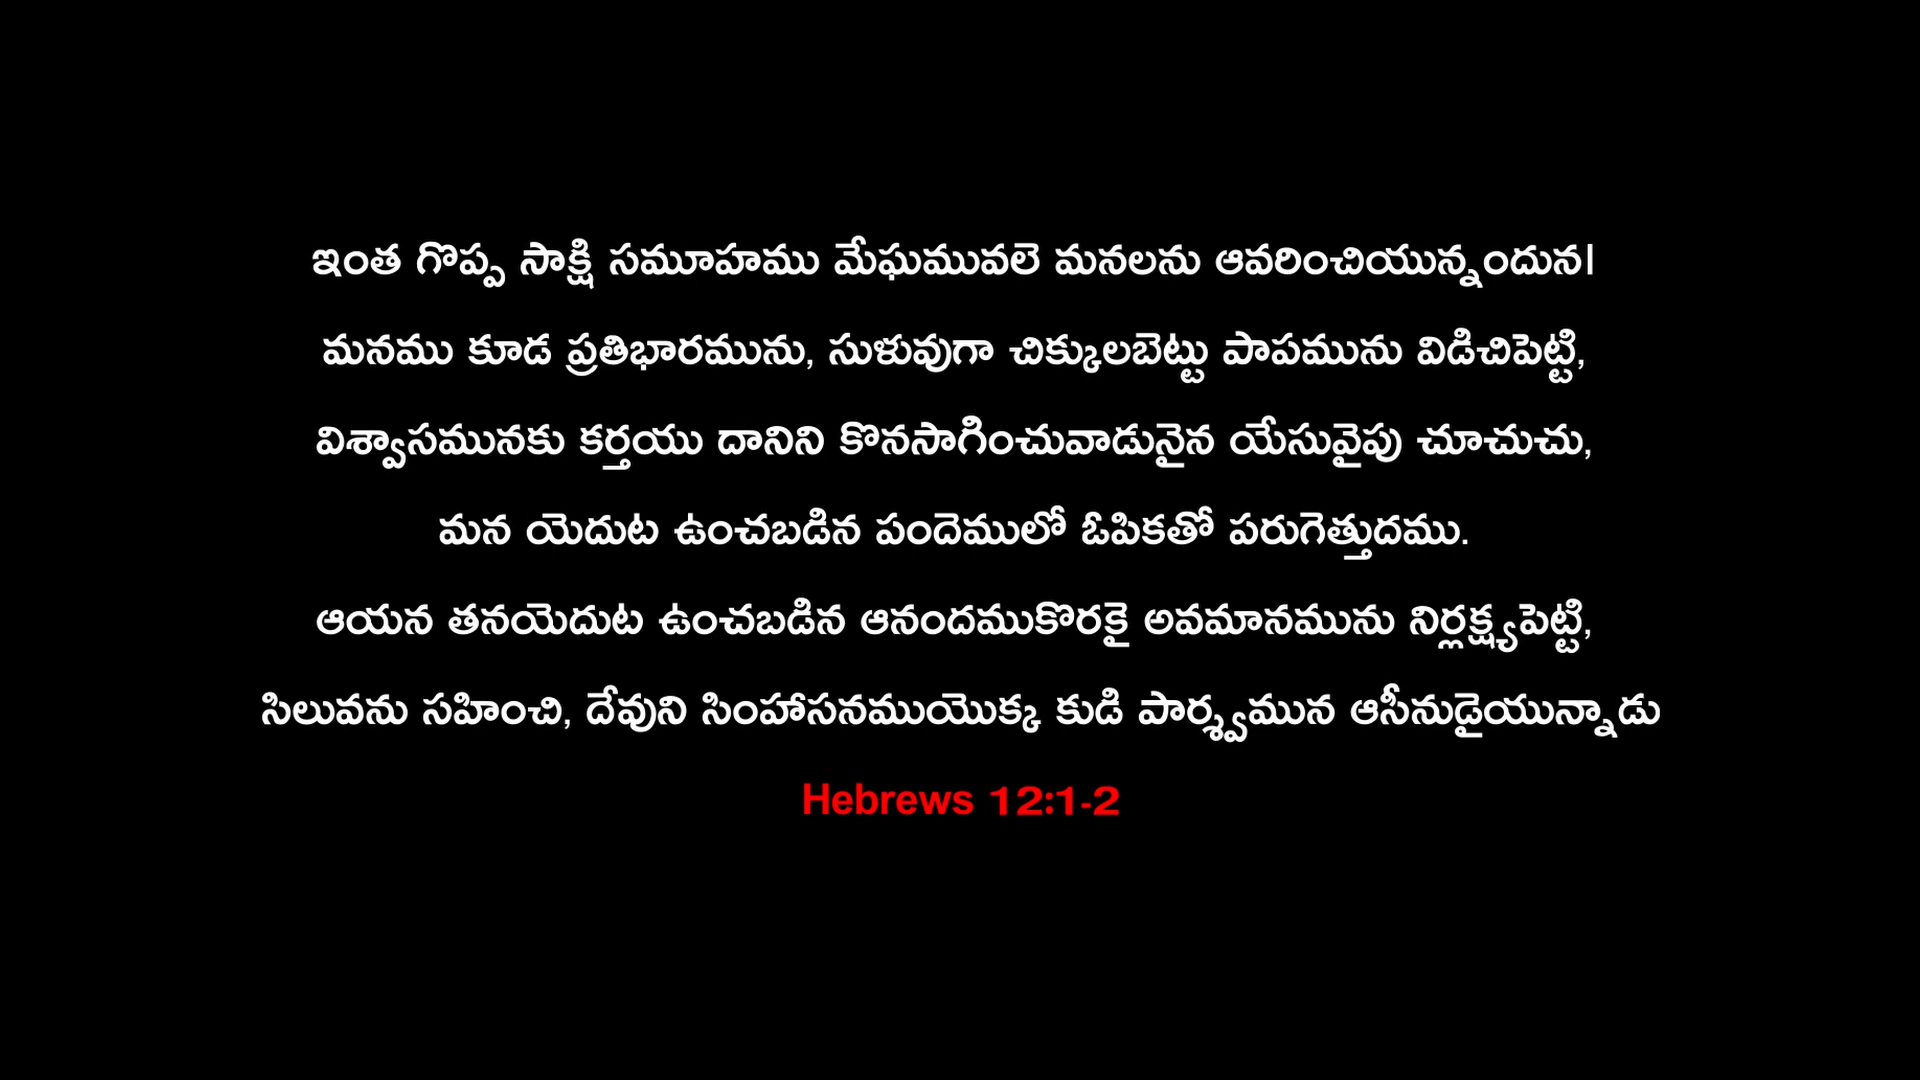 ఇంత గొప్ప సాక్షి సమూహము మేఘమువలె మనలను ఆవరించియున్నందున|
మనము కూడ ప్రతిభారమును, సుళువుగా చిక్కులబెట్టు పాపమును విడిచిపెట్టి,
విశ్వాసమునకు కర్తయు దానిని కొనసాగించువాడునైన యేసువైపు చూచుచు,
మన యెదుట ఉంచబడిన పందెములో ఓపికతో పరుగెత్తుదము.
ఆయన తనయెదుట ఉంచబడిన ఆనందముకొరకై అవమానమును నిర్లక్ష్యపెట్టి,
సిలువను సహించి, దేవుని సింహాసనముయొక్క కుడి పార్శ్వమున ఆసీనుడైయున్నాడు
Hebrews 12:1-2